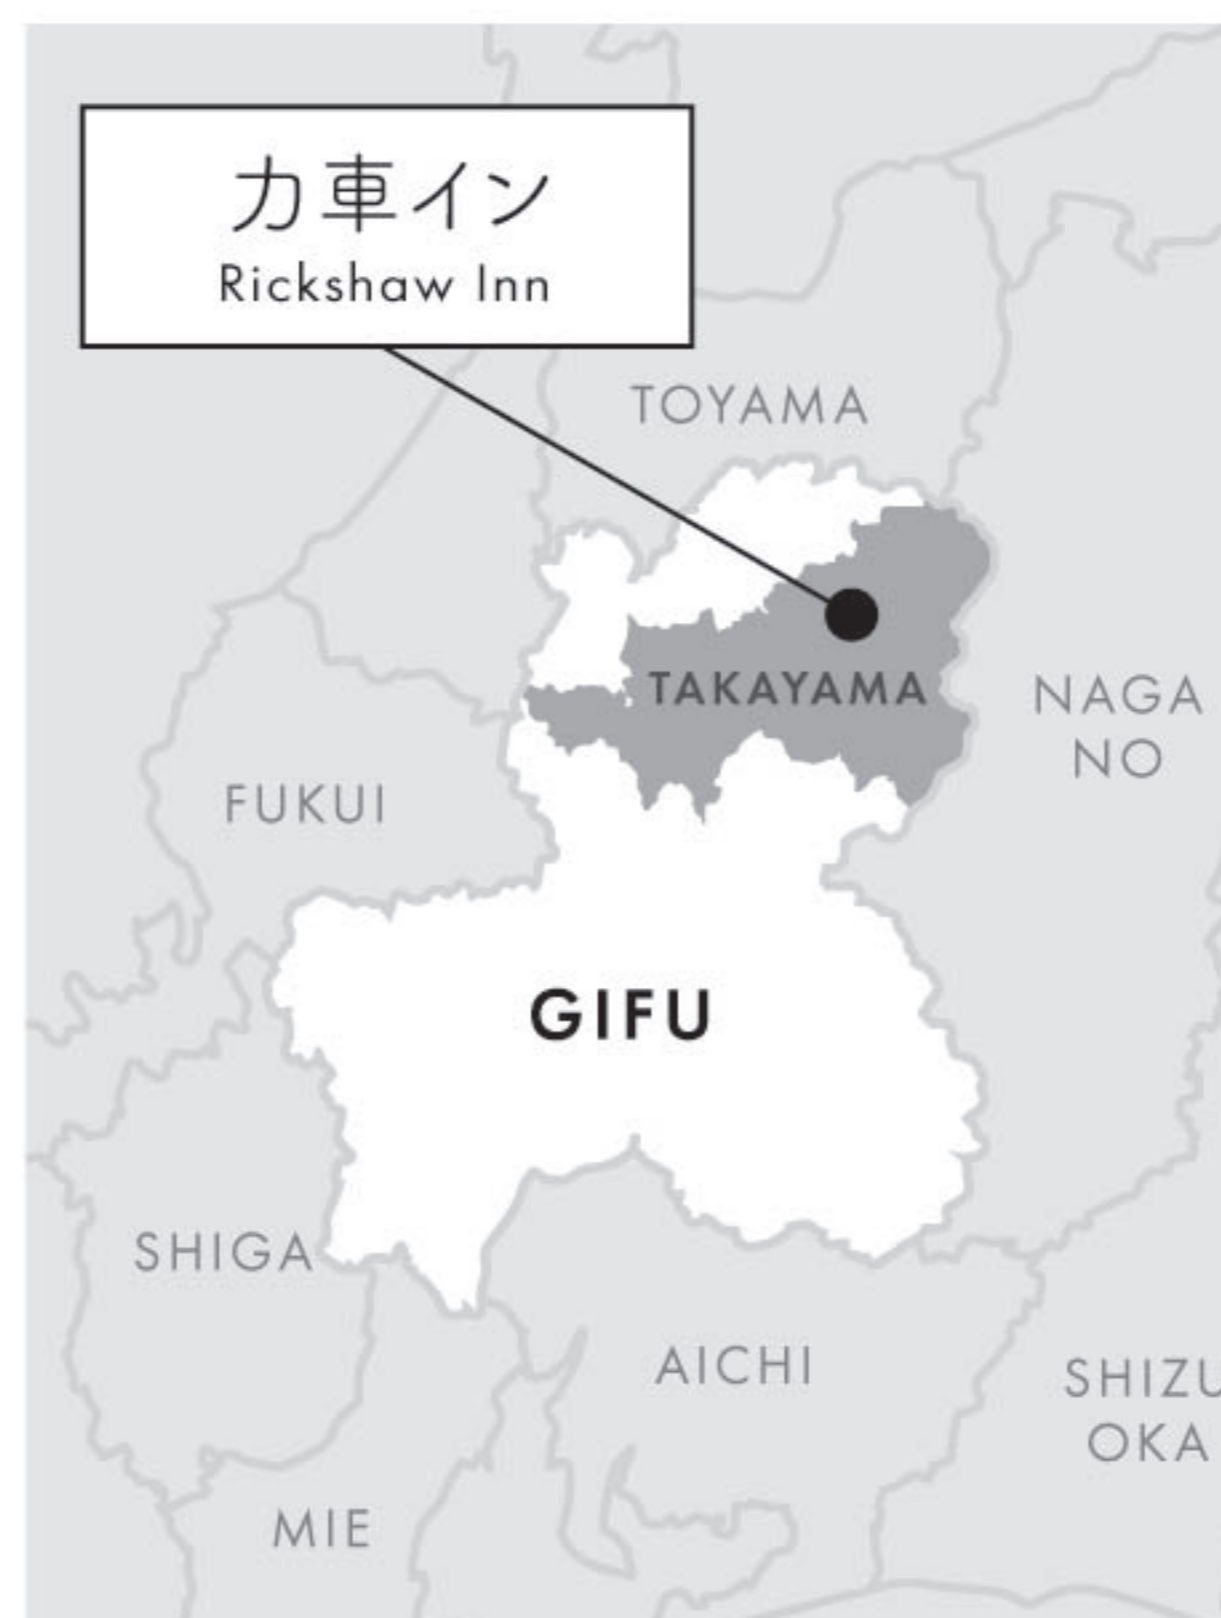 力車イン
Rickshaw Inn
TOYAMA
TAKAYAMA
NAGA
NO
FUKUI
GIFU
SHIGA
AICHI
SHIZU
OKA
MIE